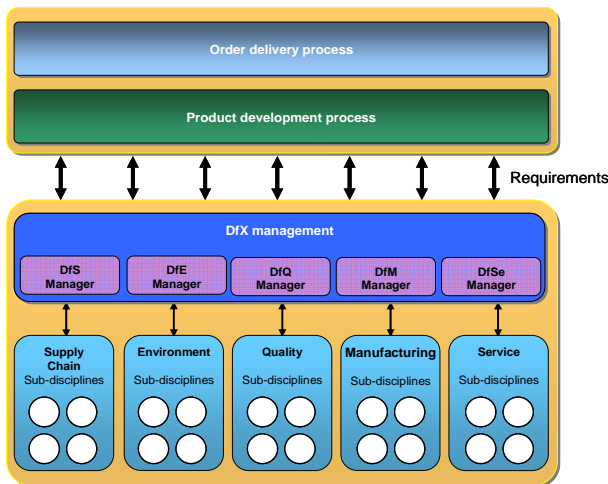 Order delivery process
Product development process
Requirements
DfX management
DfS
Manager
DfE
Manager
DfQ
Manager
DfM
Manager
DfSe
Manager
Supply
Chain
Sub-disciplines
Environment
Sub-disciplines
Quality
Sub-disciplines
Manufacturing
Sub-disciplines
Service
Sub-disciplines